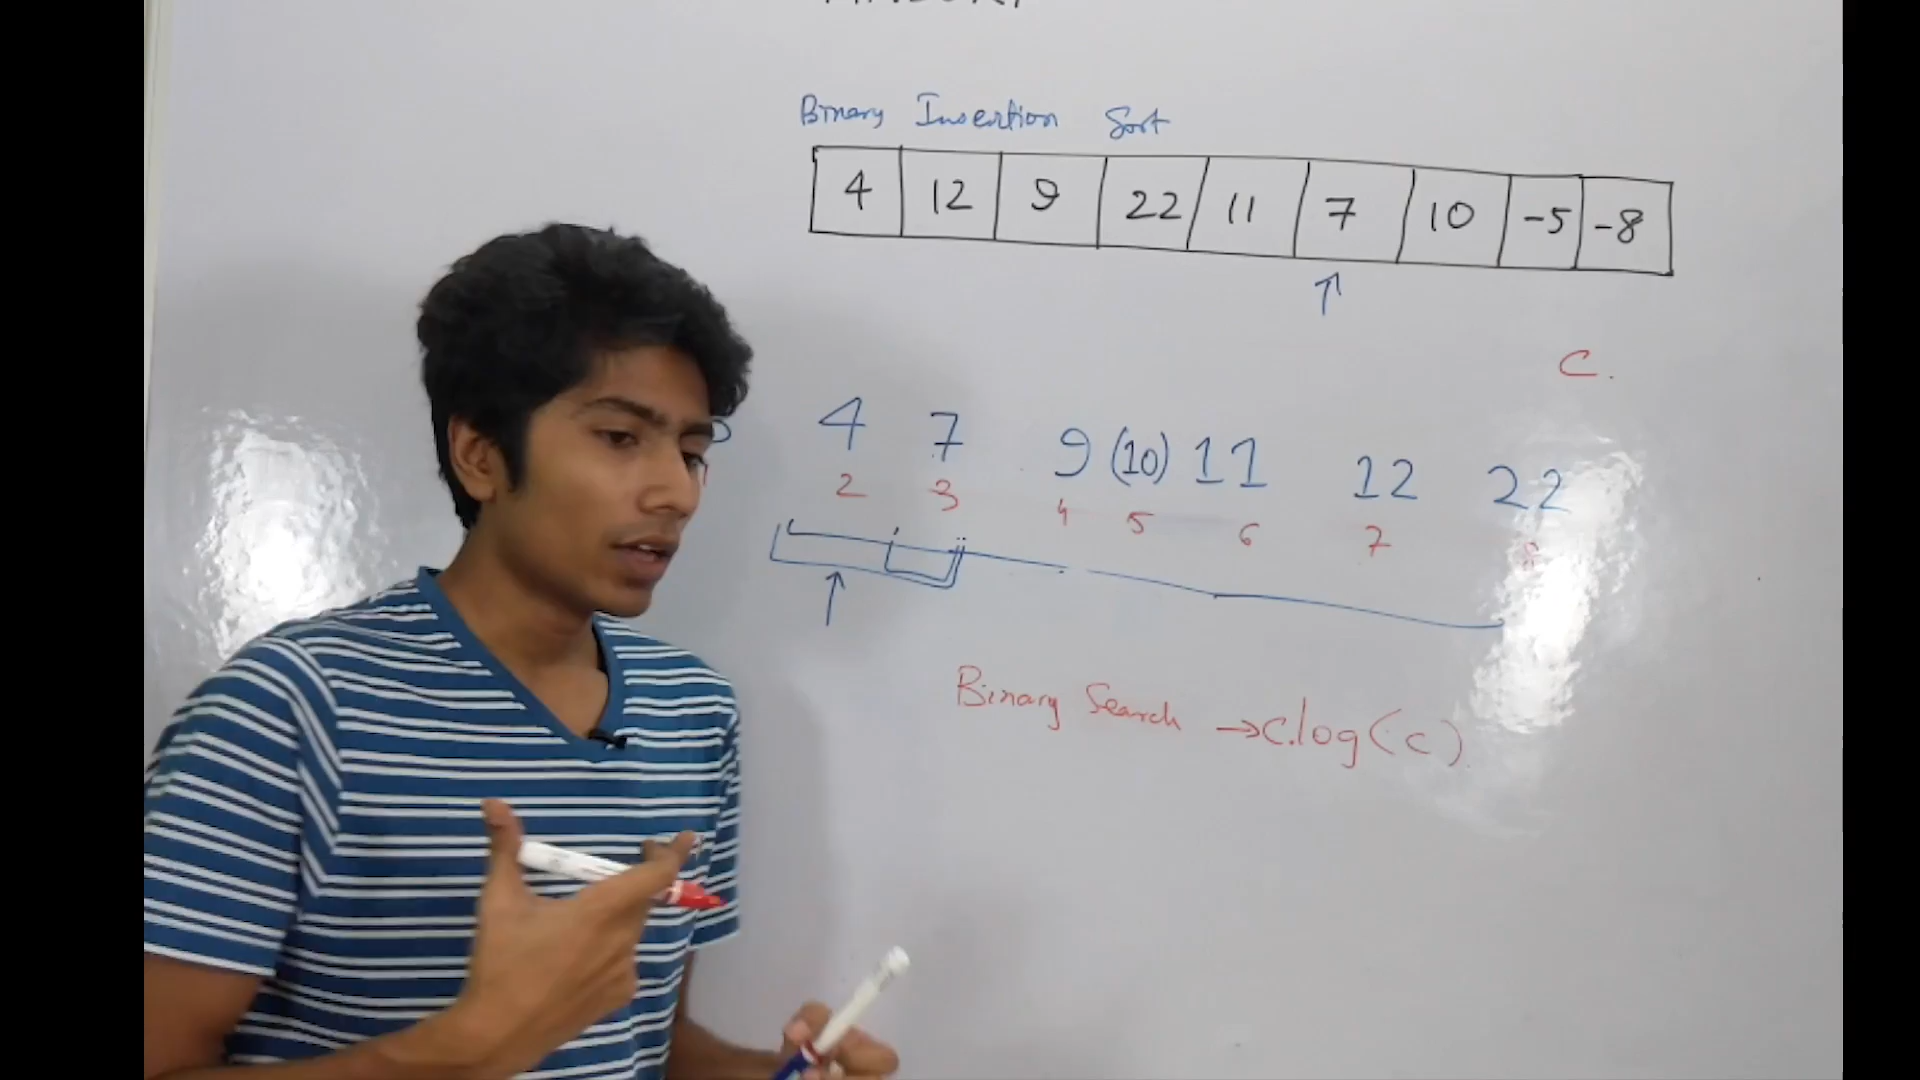 Binary Insertion Sort
4 12 9 22 11 7 10 -5 -8
↑
C.
4 7 9 (10) 11 12 22
2 3 4 5 6 7 8
↑
Binary Search → c.log(c)